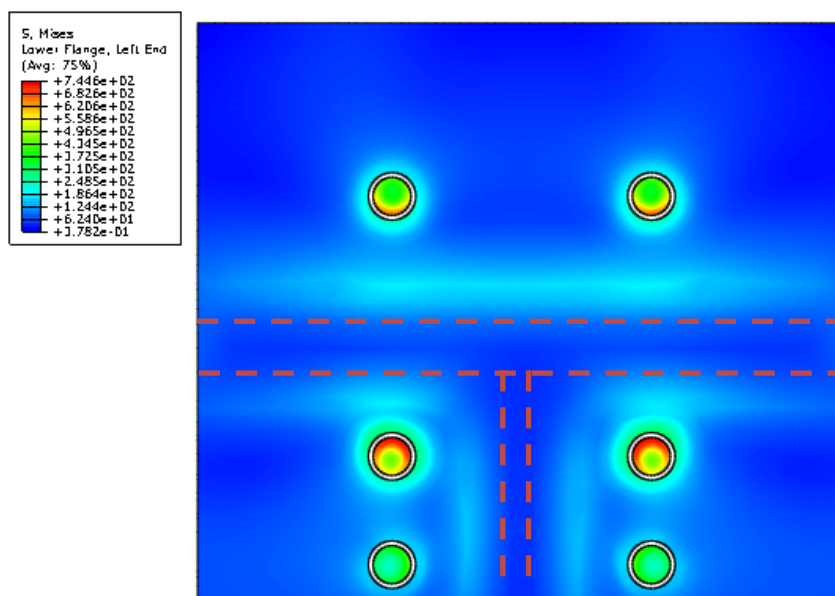 S, Mises
Lower Flange, Left End
(Avg: 75%)
+7.446e+02
+6.826e+02
+6.206e+02
+5.586e+02
+4.965e+02
+4.345e+02
+3.725e+02
+3.105e+02
+2.485e+02
+1.864e+02
+1.244e+02
+6.240e+01
+3.782e-01